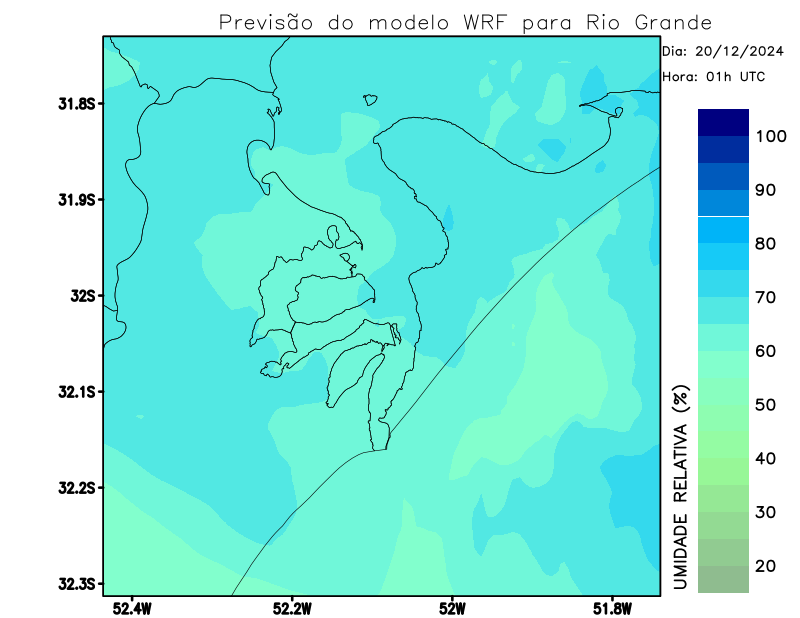 Previsão do modelo WRF para Rio Grande
Dia: 20/12/2024
Hora: 01h UTC
31.8S
31.9S
32S
32.1S
32.2S
32.3S
52.4W
52.2W
52W
51.8W
100
90
80
70
60
50
40
30
20
UMIDADE RELATIVA (%)